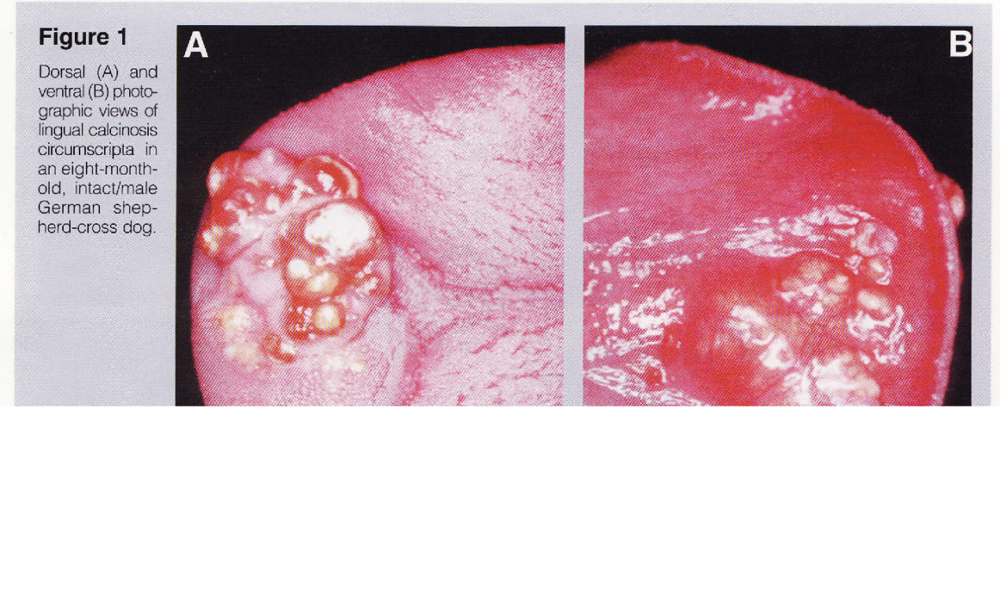 Figure 1
Dorsal (A) and
ventral (B) photo-
graphic views of
lingual calcinosis
circumscripta in
an eight-month-
old, intact/male
German shep-
herd-cross dog.
A
B